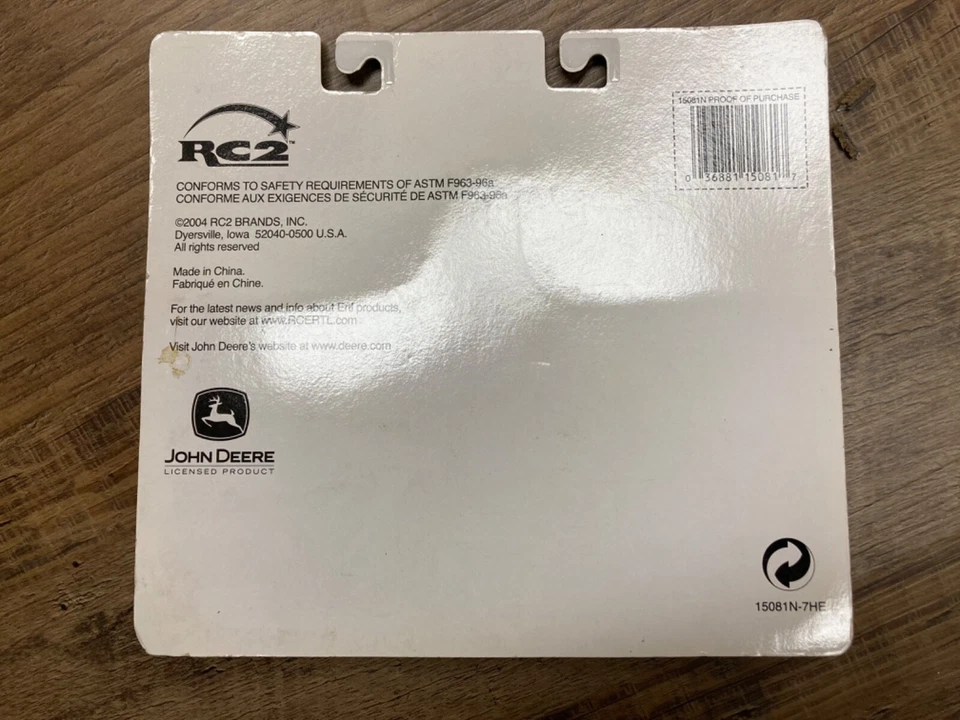 RC2™
CONFORMS TO SAFETY REQUIREMENTS OF ASTM F963-96a
CONFORME AUX EXIGENCES DE SÉCURITÉ DE ASTM F963-96a
©2004 RC2 BRANDS, INC.
Dyersville, Iowa 52040-0500 U.S.A.
All rights reserved
Made in China.
Fabriqué en Chine.
For the latest news and info about Ertl products,
visit our website at www.RCERTL.com
Visit John Deere's website at www.deere.com
JOHN DEERE
LICENSED PRODUCT
15081N PROOF OF PURCHASE
0 36881 15081 7
15081N-7HE